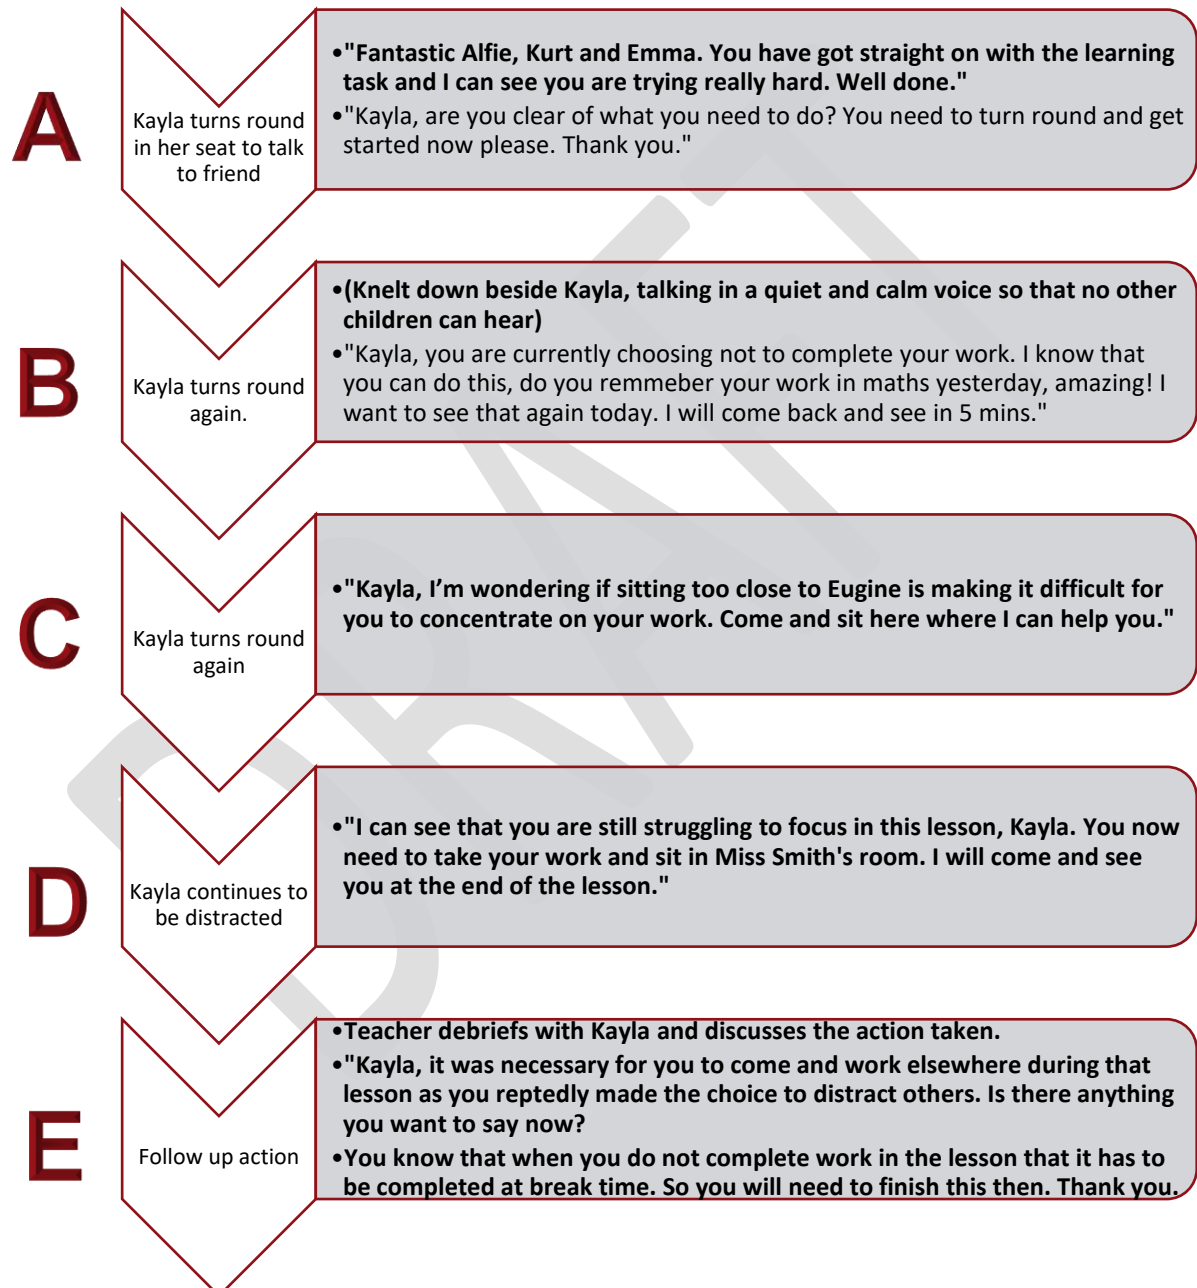 A
Kayla turns round
in her seat to talk
to friend
•"Fantastic Alfie, Kurt and Emma. You have got straight on with the learning
task and I can see you are trying really hard. Well done."
•"Kayla, are you clear of what you need to do? You need to turn round and get
started now please. Thank you."
B
Kayla turns round
again.
•(Knelt down beside Kayla, talking in a quiet and calm voice so that no other
children can hear)
•"Kayla, you are currently choosing not to complete your work. I know that
you can do this, do you remmeber your work in maths yesterday, amazing! I
want to see that again today. I will come back and see in 5 mins."
C
Kayla turns round
again
•"Kayla, I’m wondering if sitting too close to Eugine is making it difficult for
you to concentrate on your work. Come and sit here where I can help you."
D
Kayla continues to
be distracted
•"I can see that you are still struggling to focus in this lesson, Kayla. You now
need to take your work and sit in Miss Smith's room. I will come and see
you at the end of the lesson."
E
Follow up action
•Teacher debriefs with Kayla and discusses the action taken.
•"Kayla, it was necessary for you to come and work elsewhere during that
lesson as you reptedly made the choice to distract others. Is there anything
you want to say now?
•You know that when you do not complete work in the lesson that it has to
be completed at break time. So you will need to finish this then. Thank you.
DRAFT